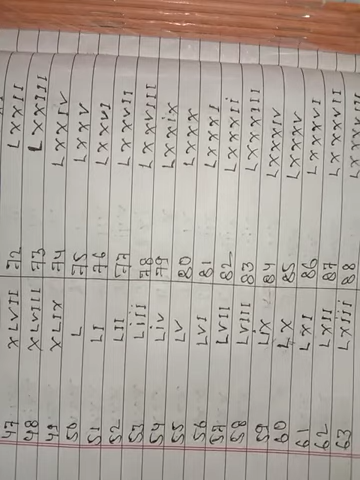 47 XLVII 72 LXXII
48 XLVIII 73 LXXIII
49 XLIX 74 LXXIV
50 L 75 LXXV
51 LI 76 LXXVI
52 LII 77 LXXVII
53 Liii 78 LXXVIII
54 Liv 79 LXXix
55 LV 80 LXXX
56 LVI 81 LXXXI
57 LVII 82 LXXXii
58 LVIII 83 LXXXIII
59 Lix 84 LXXXiV
60 LX 85 LXXXV
61 LXI 86 LXXXVI
62 LXII 87 LXXXVII
63 LXiii 88